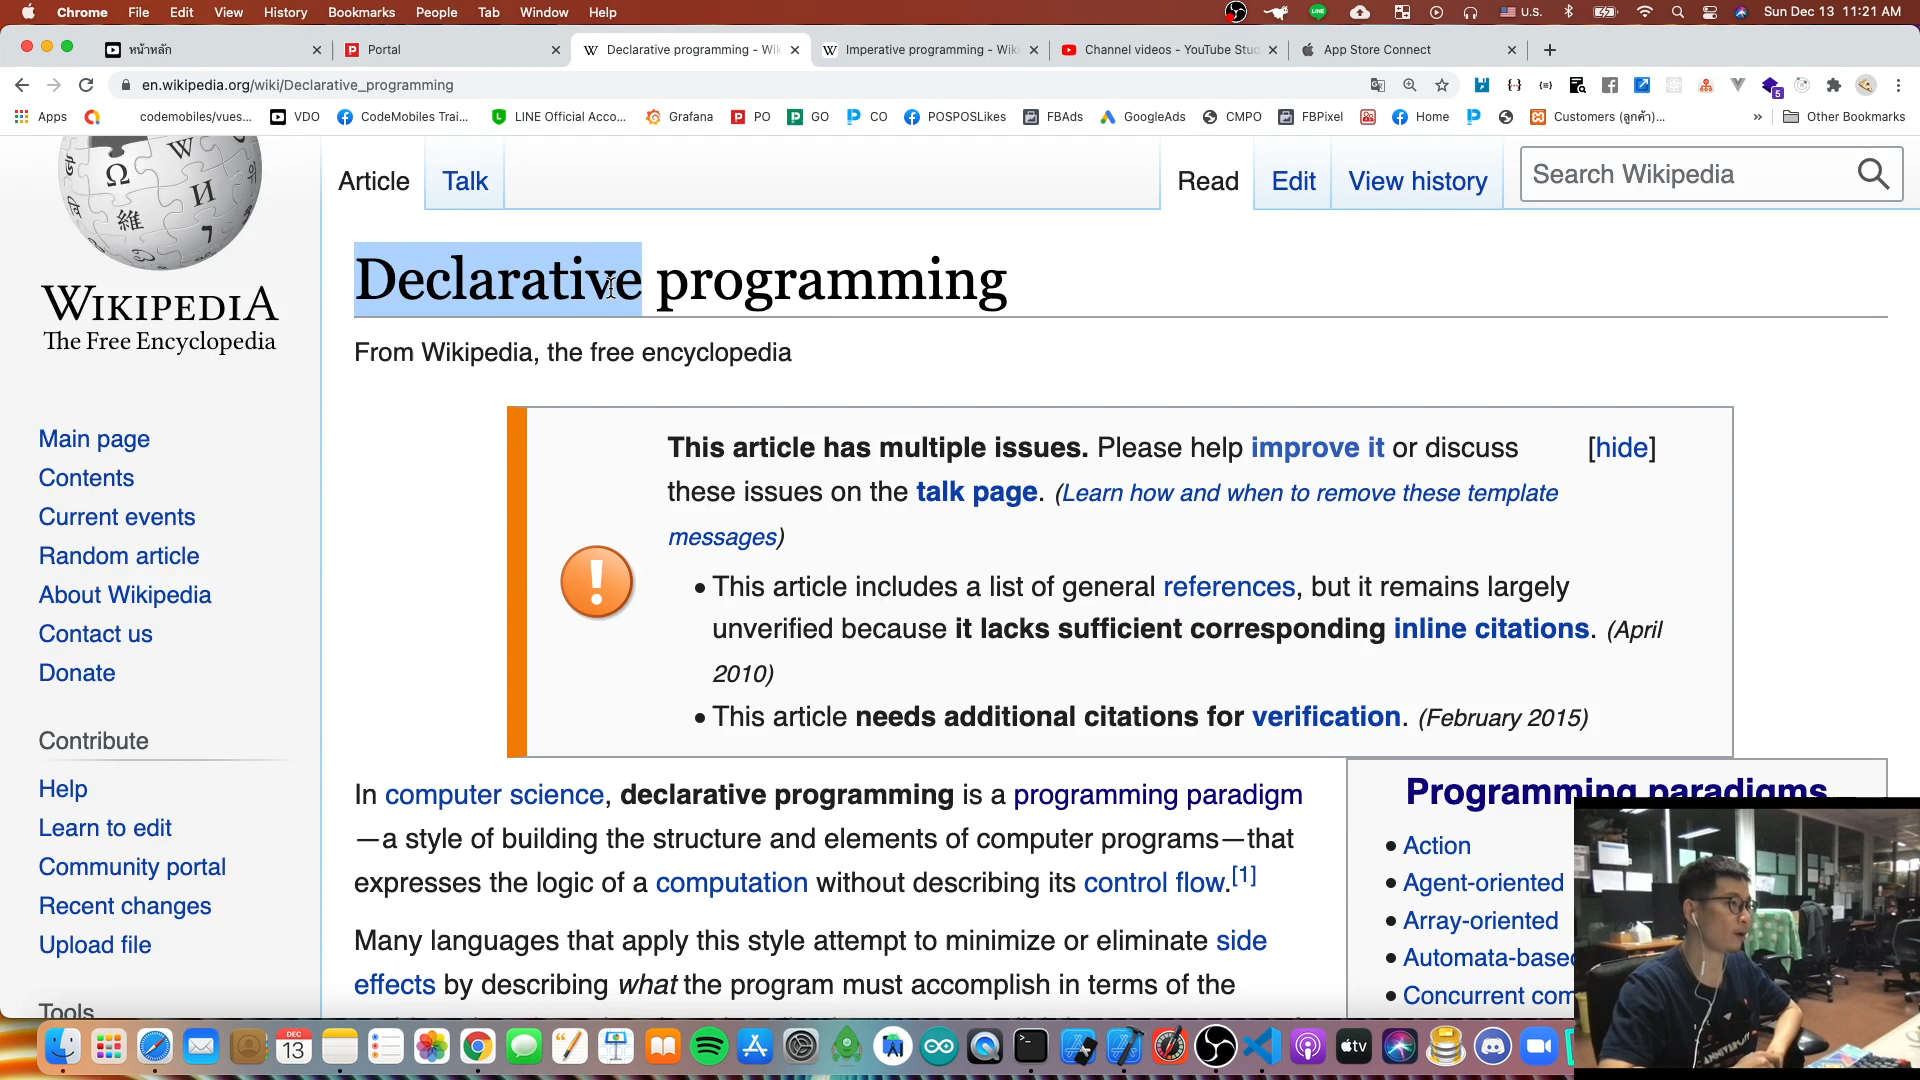 Chrome File Edit View History Bookmarks People Tab Window Help
LINE
U.S.
Sun Dec 13 11:21 AM
หน้าหลัก
Portal
Declarative programming - Wik
Imperative programming - Wiki
Channel videos - YouTube Stud
App Store Connect
en.wikipedia.org/wiki/Declarative_programming
5
Apps
codemobiles/vues...
VDO
CodeMobiles Trai...
LINE Official Acco...
Grafana
PO
GO
CO
POSPOSLikes
FBAds
GoogleAds
CMPO
FBPixel
Home
Customers (ลูกค้า)...
Other Bookmarks
Article Talk
Read Edit View history
Search Wikipedia
WIKIPEDIA
The Free Encyclopedia
Main page
Contents
Current events
Random article
About Wikipedia
Contact us
Donate
Contribute
Help
Learn to edit
Community portal
Recent changes
Upload file
Tools
Declarative programming
From Wikipedia, the free encyclopedia
This article has multiple issues. Please help improve it or discuss [hide]
these issues on the talk page. (Learn how and when to remove these template
messages)
• This article includes a list of general references, but it remains largely
unverified because it lacks sufficient corresponding inline citations. (April
2010)
• This article needs additional citations for verification. (February 2015)
In computer science, declarative programming is a programming paradigm
—a style of building the structure and elements of computer programs—that
expresses the logic of a computation without describing its control flow.[1]
Many languages that apply this style attempt to minimize or eliminate side
effects by describing what the program must accomplish in terms of the
Programming paradigms
• Action
• Agent-oriented
• Array-oriented
• Automata-based
• Concurrent com
DEC
13
tv